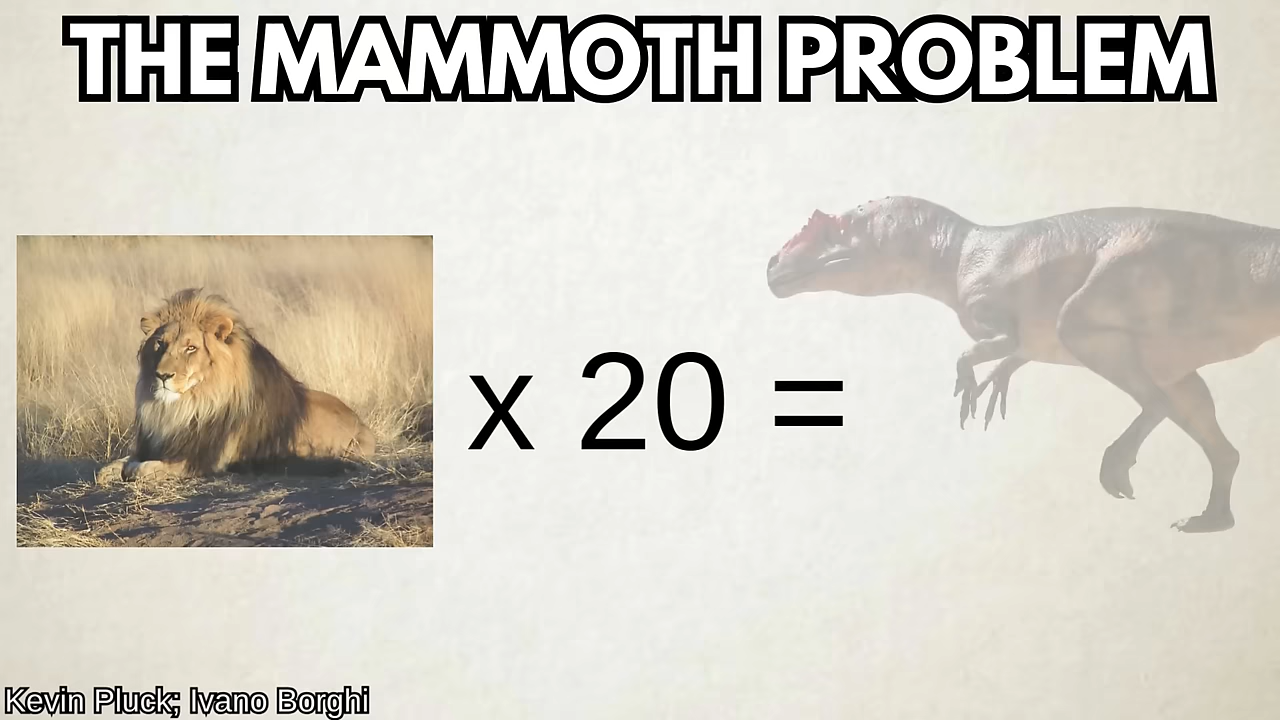 THE MAMMOTH PROBLEM
x 20 =
Kevin Pluck; Ivano Borghi